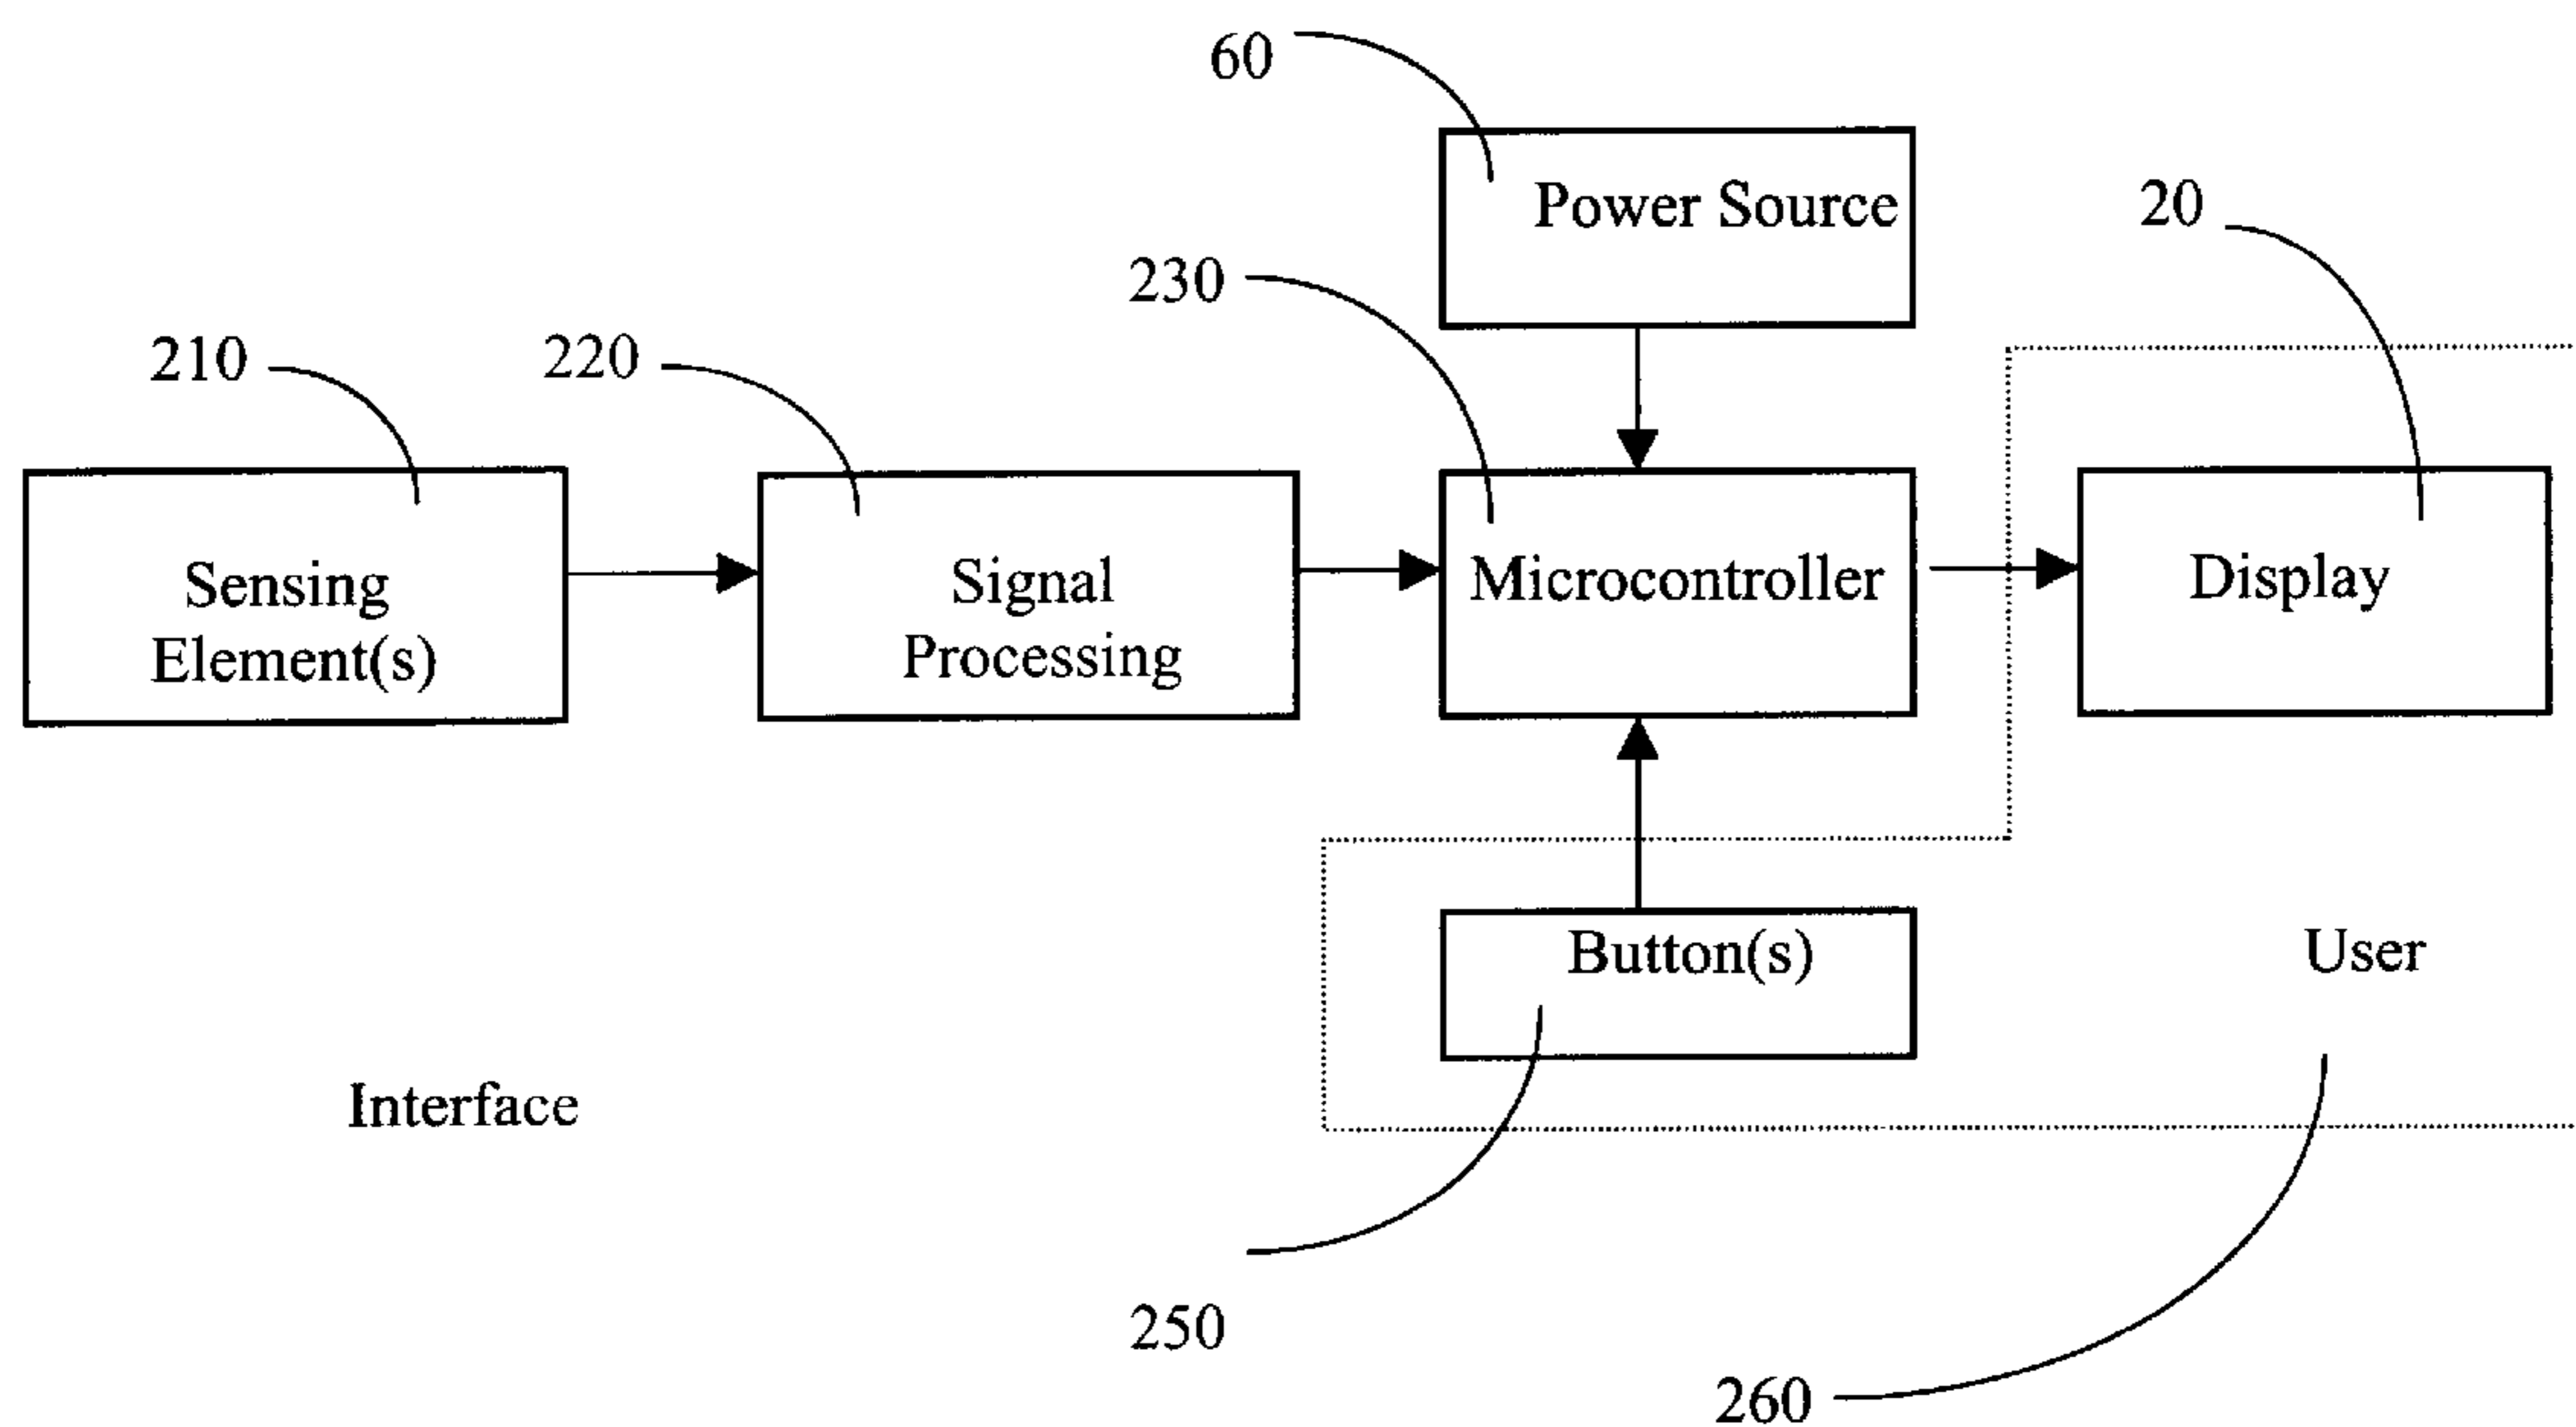 60
Power Source
20
230
210
220
Sensing
Element(s)
Signal
Processing
Microcontroller
Display
Button(s)
User
Interface
250
260